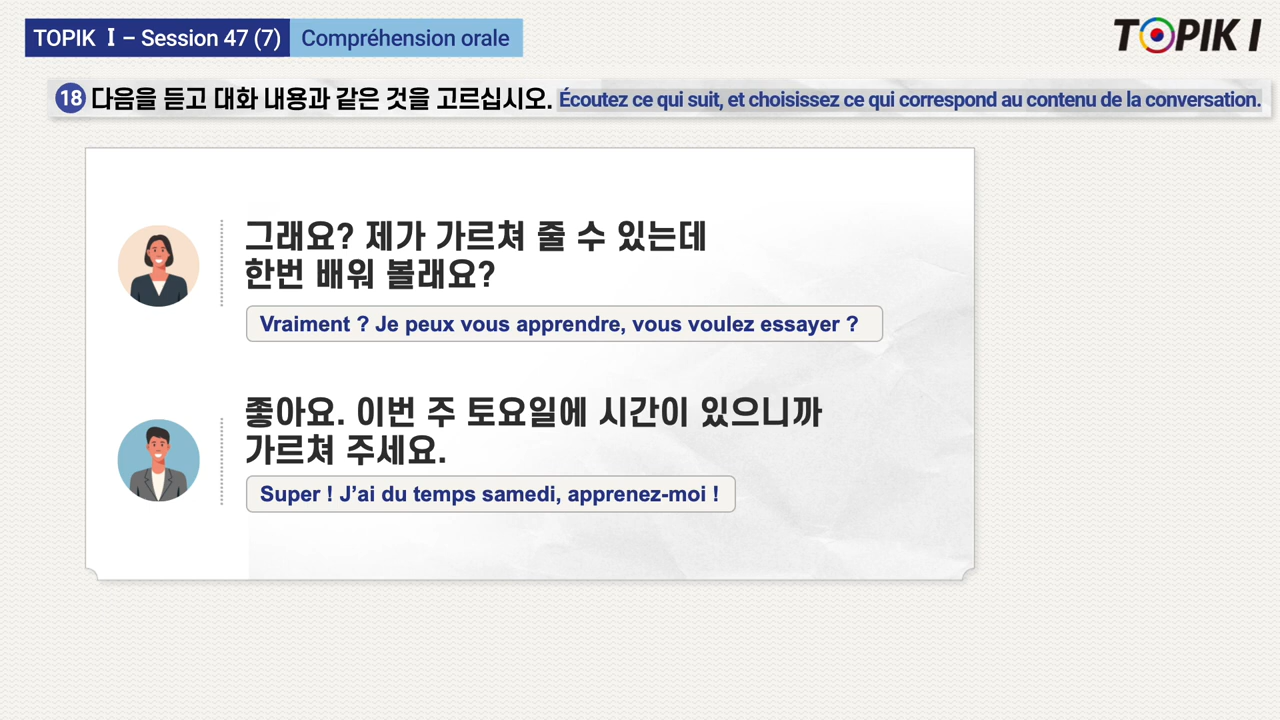 TOPIK Ⅰ – Session 47 (7) Compréhension orale
TOPIK I
18 다음을 듣고 대화 내용과 같은 것을 고르십시오. Écoutez ce qui suit, et choisissez ce qui correspond au contenu de la conversation.
그래요? 제가 가르쳐 줄 수 있는데
한번 배워 볼래요?
Vraiment ? Je peux vous apprendre, vous voulez essayer ?
좋아요. 이번 주 토요일에 시간이 있으니까
가르쳐 주세요.
Super ! J’ai du temps samedi, apprenez-moi !